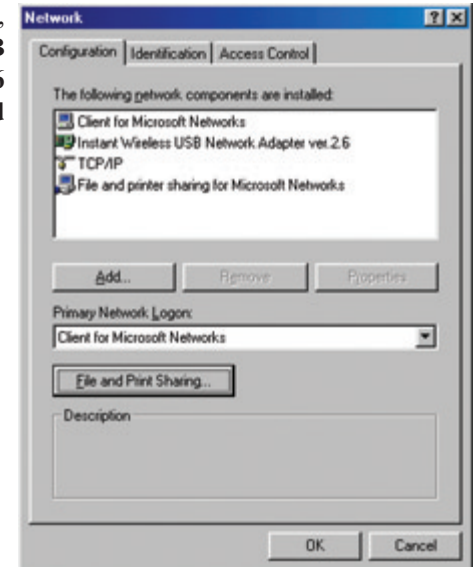 ,
B
6
d
Network
Configuration Identification Access Control
The following network components are installed:
Client for Microsoft Networks
Instant Wireless USB Network Adapter ver.2.6
TCP/IP
File and printer sharing for Microsoft Networks
Add... Remove Properties
Primary Network Logon:
Client for Microsoft Networks
File and Print Sharing...
Description
OK Cancel